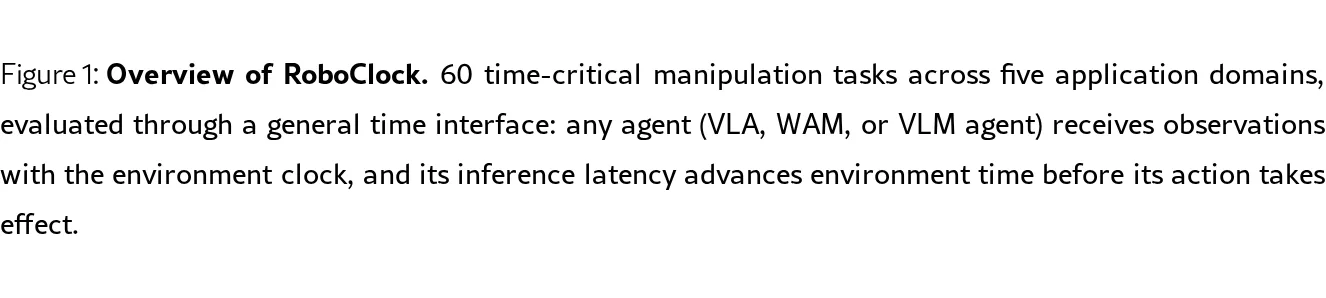 Figure 1: Overview of RoboClock. 60 time-critical manipulation tasks across five application domains,
evaluated through a general time interface: any agent (VLA, WAM, or VLM agent) receives observations
with the environment clock, and its inference latency advances environment time before its action takes
effect.